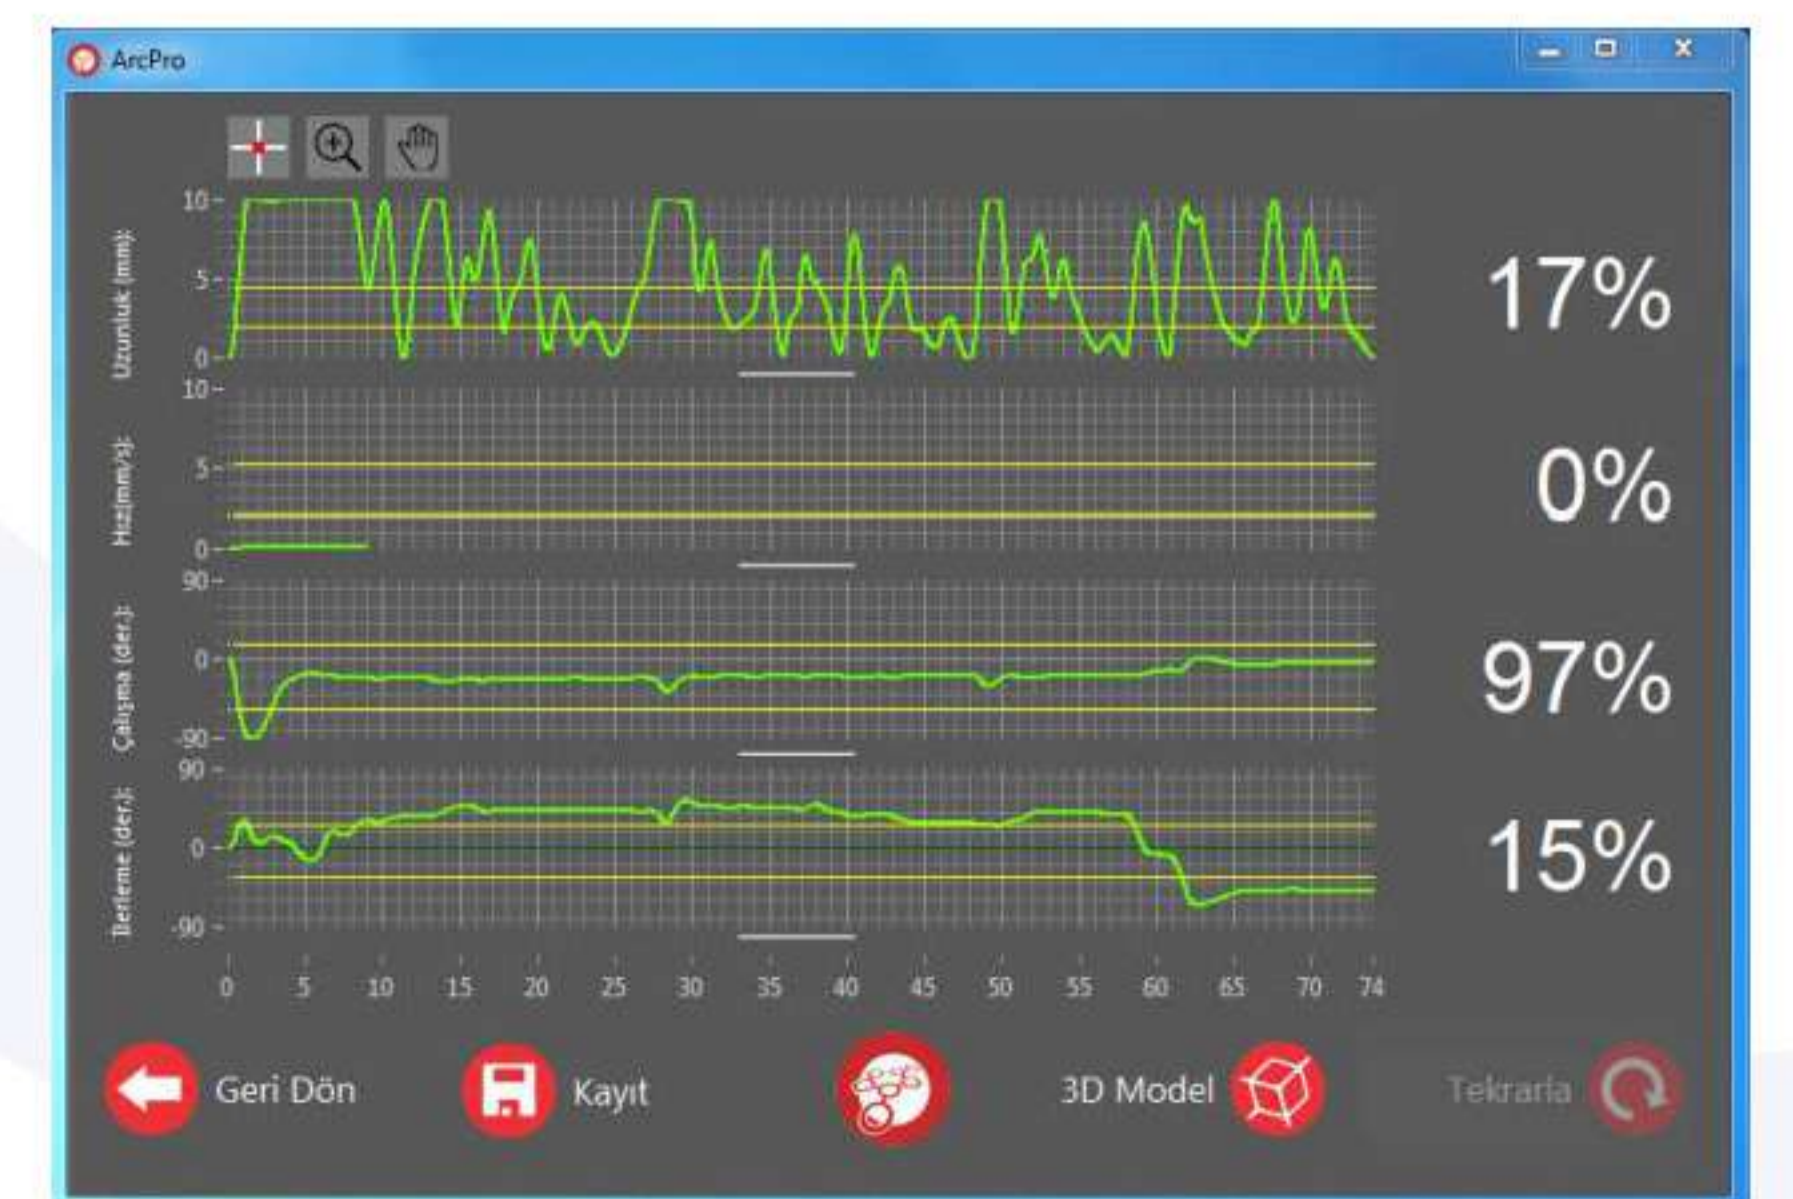 ArcPro
Uzunluk (mm):
10
5
0
17%
Hız(mm/s):
10
5
0
0%
Çalışma (der.):
90
0
-90
97%
İlerleme (der.):
90
0
-90
15%
0 5 10 15 20 25 30 35 40 45 50 55 60 65 70 74
Geri Dön
Kayıt
3D Model
Tekrarla